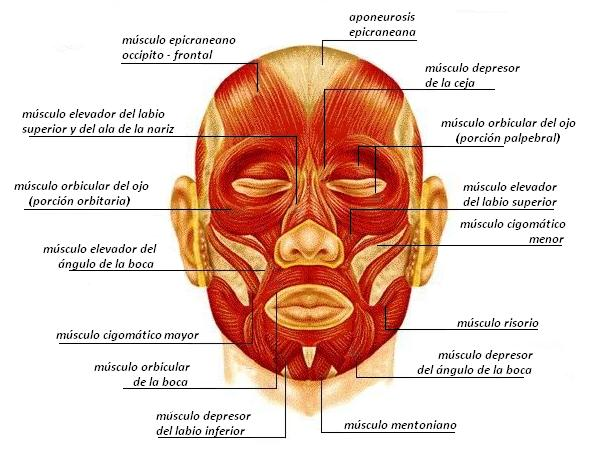 aponeurosis
epicraneana
músculo epicraneano
occipito - frontal
músculo depresor
de la ceja
músculo elevador del labio
superior y del ala de la nariz
músculo orbicular del ojo
(porción palpebral)
músculo orbicular del ojo
(porción orbitaria)
músculo elevador
del labio superior
músculo cigomático
menor
músculo elevador del
ángulo de la boca
músculo risorio
músculo cigomático mayor
músculo depresor
del ángulo de la boca
músculo orbicular
de la boca
músculo depresor
del labio inferior
músculo mentoniano